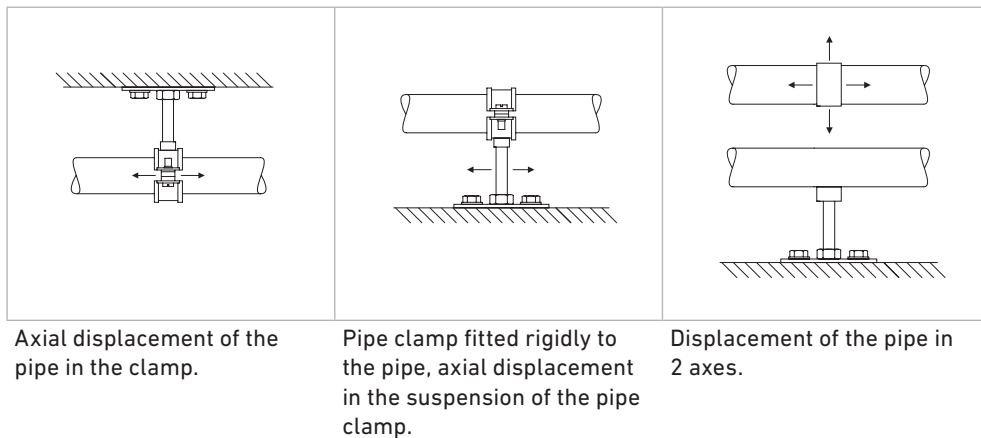 Axial displacement of the
pipe in the clamp.
Pipe clamp fitted rigidly to
the pipe, axial displacement
in the suspension of the pipe
clamp.
Displacement of the pipe in
2 axes.